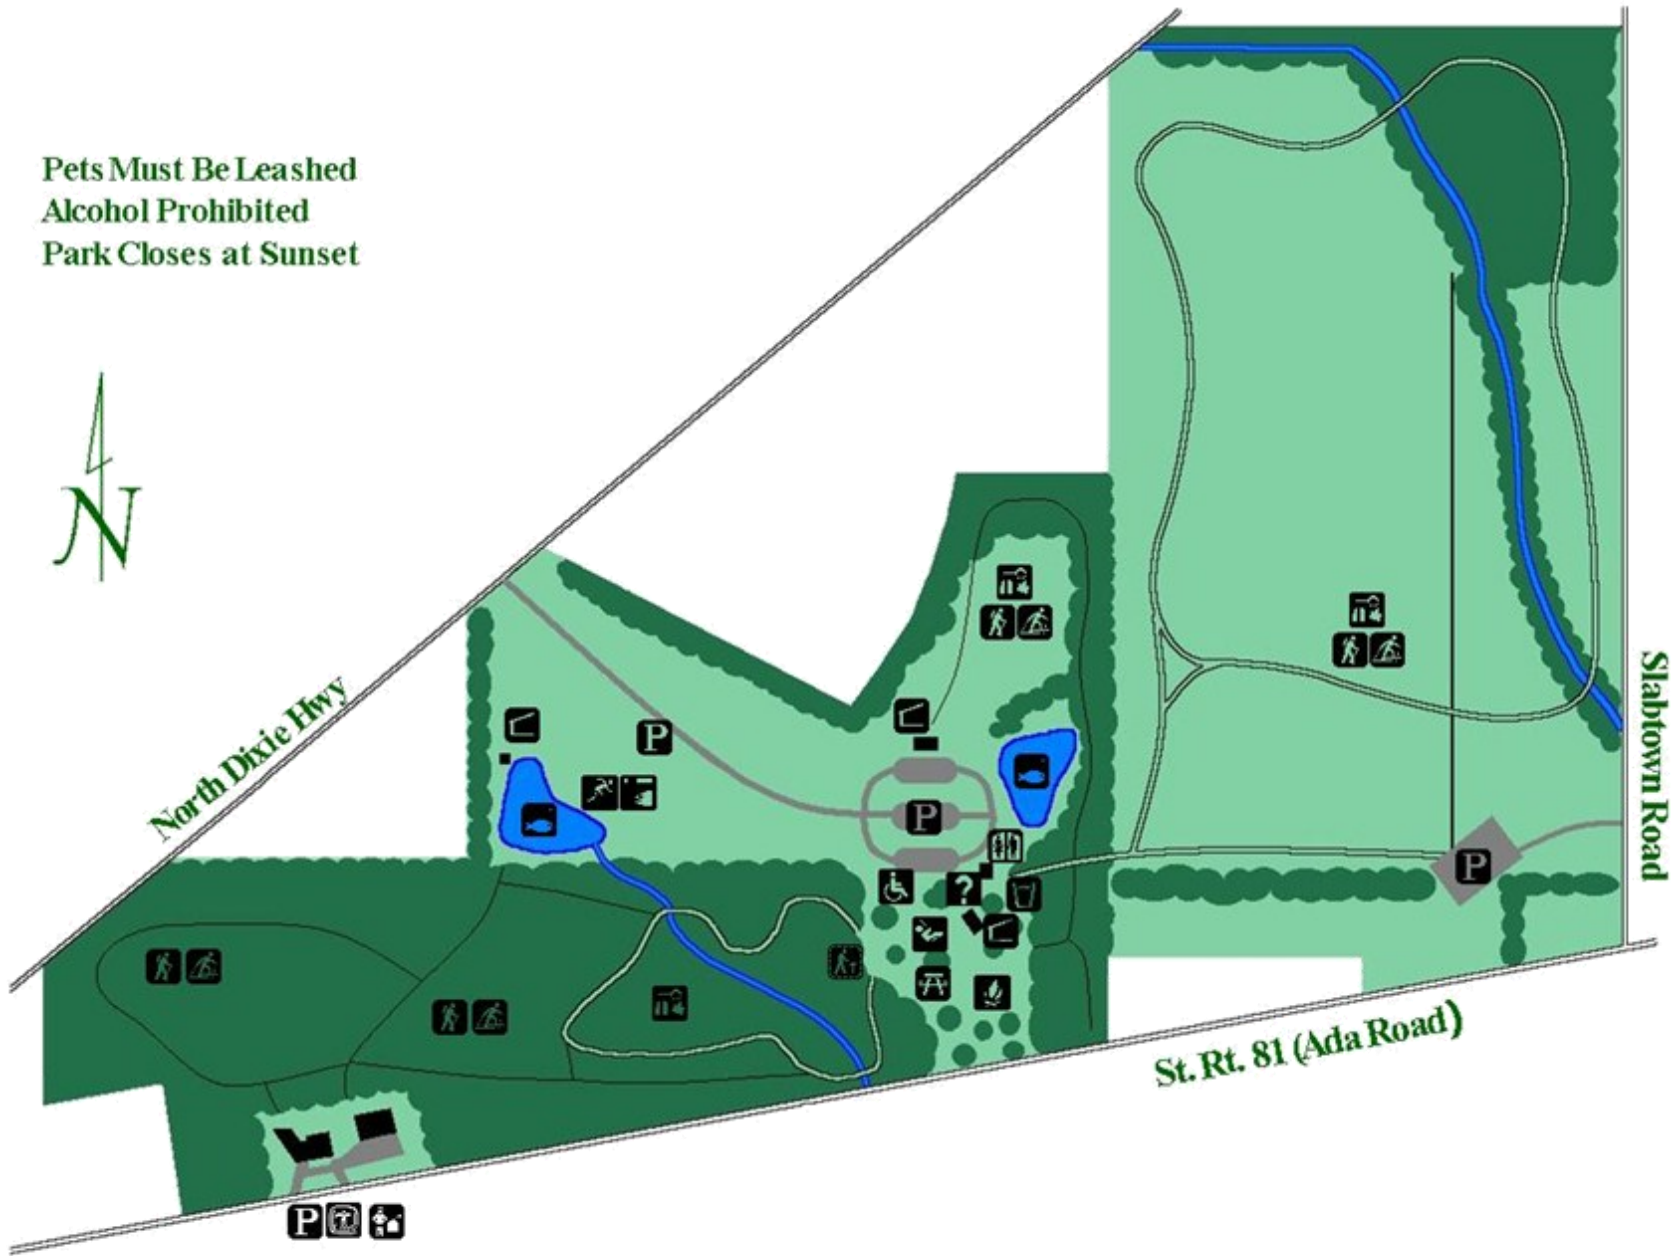 Pets Must Be Leashed
Alcohol Prohibited
Park Closes at Sunset
N
North Dixie Hwy
Slabtown Road
St. Rt. 81 (Ada Road)
P
P
P
?
P